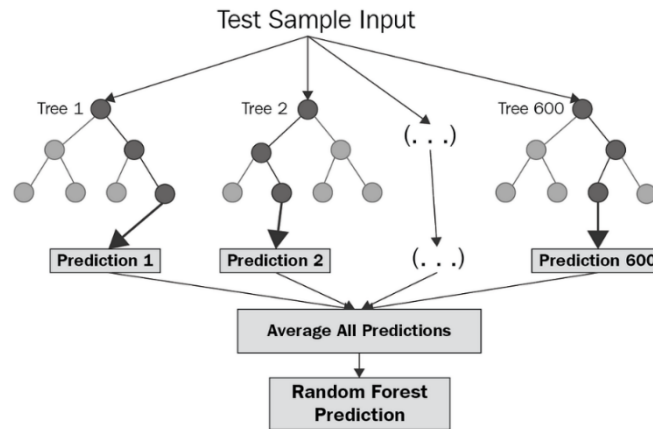 Test Sample Input
Tree 1
Tree 2
Tree 600
(. . .)
Prediction 1
Prediction 2
(. . .)
Prediction 600
Average All Predictions
Random Forest
Prediction